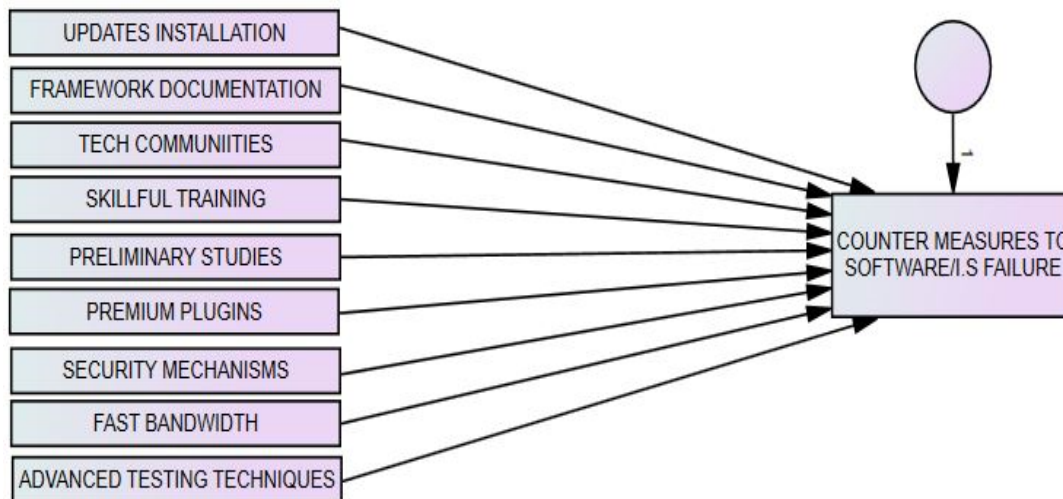 UPDATES INSTALLATION
FRAMEWORK DOCUMENTATION
TECH COMMUNIITIES
SKILLFUL TRAINING
PRELIMINARY STUDIES
PREMIUM PLUGINS
SECURITY MECHANISMS
FAST BANDWIDTH
ADVANCED TESTING TECHNIQUES
1
COUNTER MEASURES TO
SOFTWARE/I.S FAILURE